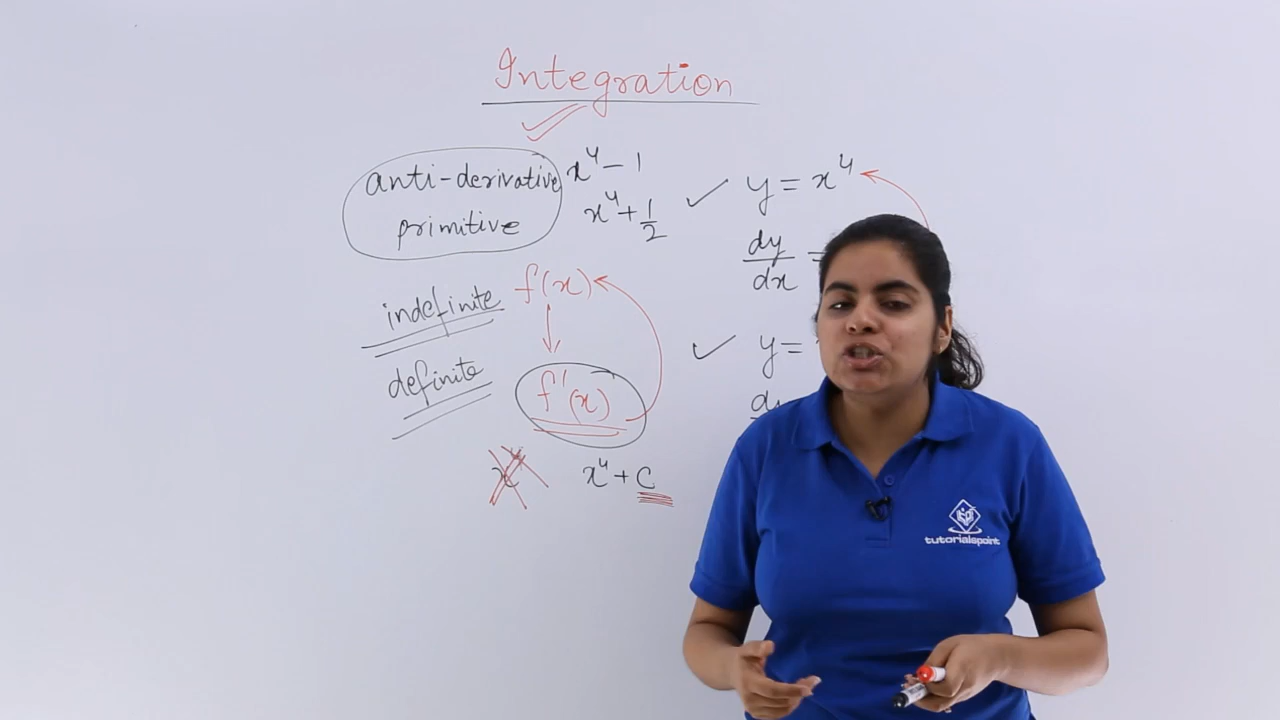 Integration
anti-derivative
primitive
x⁴ − 1
x⁴ + 1/2
indefinite
definite
f(x)
f'(x)
x⁴ + C
y = x⁴
dy/dx =
y =
tutorialspoint